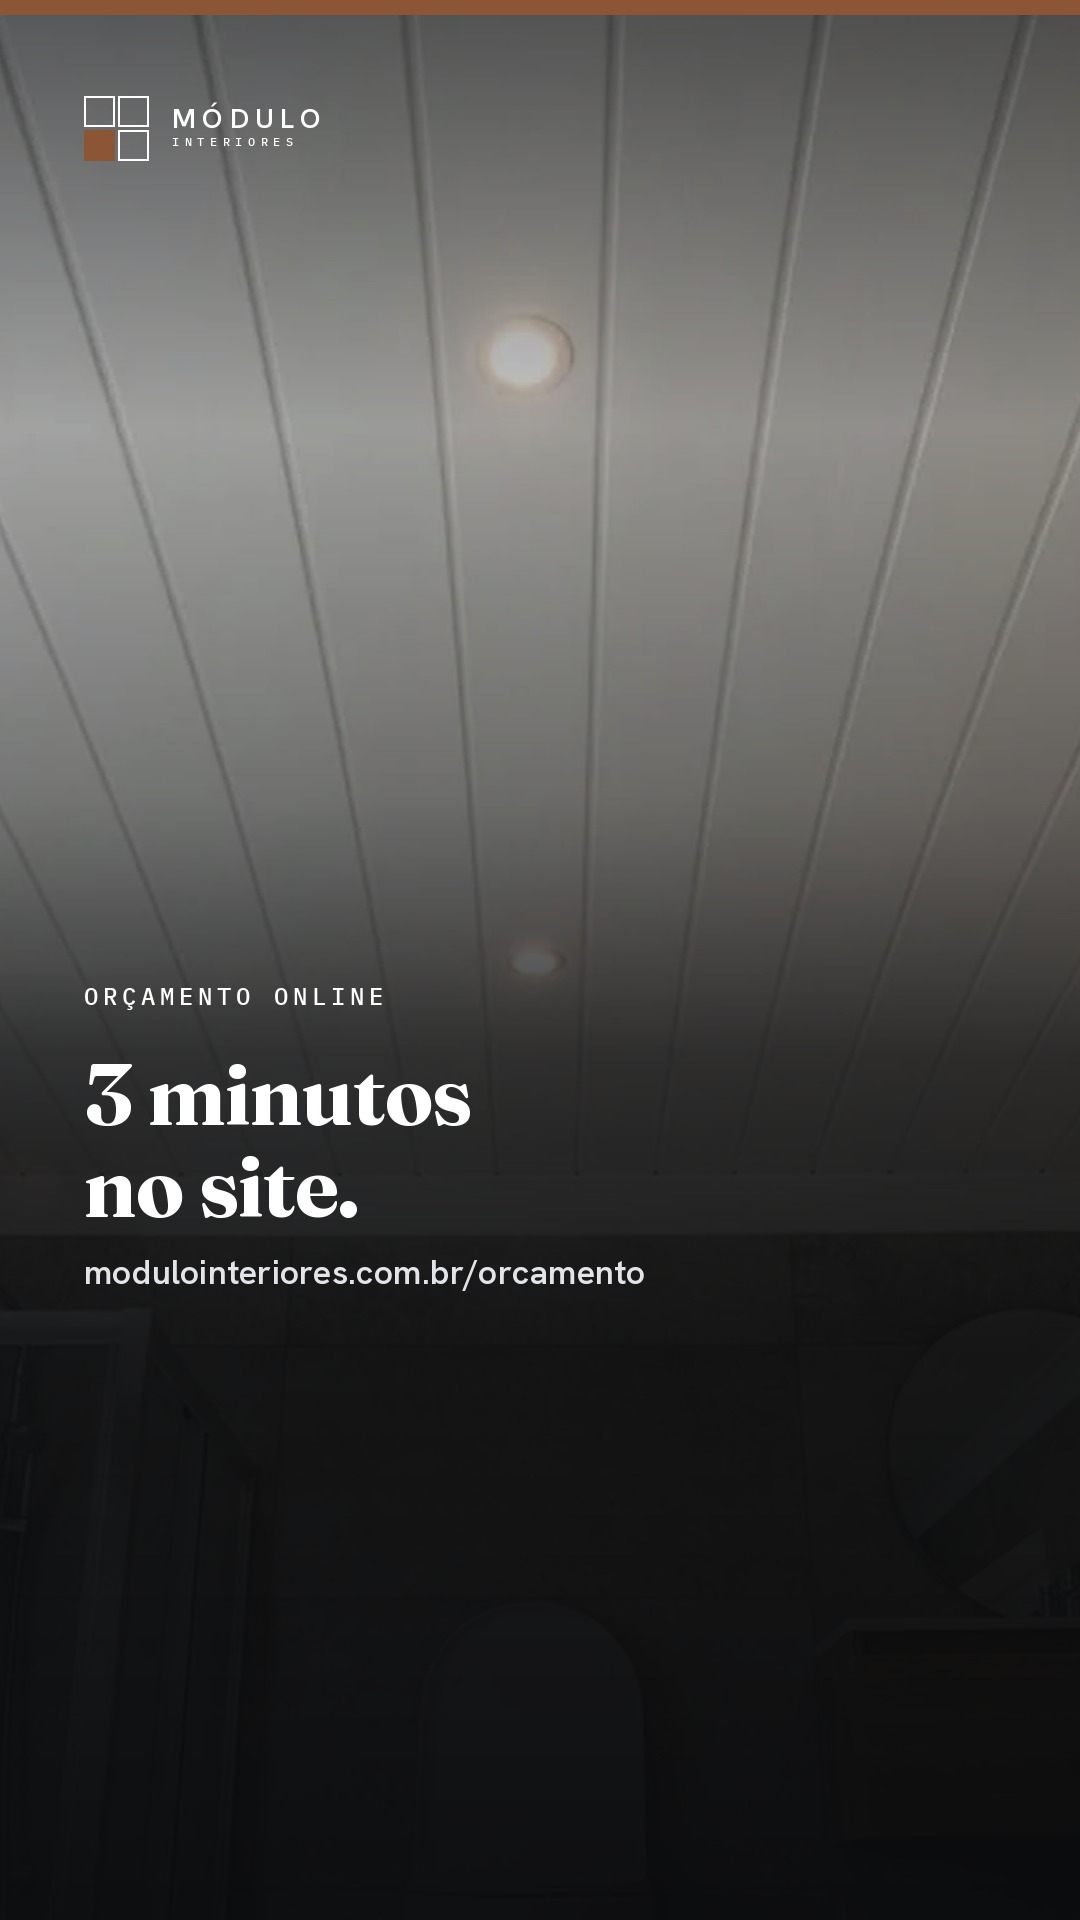 MÓDULO
INTERIORES
ORÇAMENTO ONLINE
3 minutos
no site.
modulointeriores.com.br/orcamento